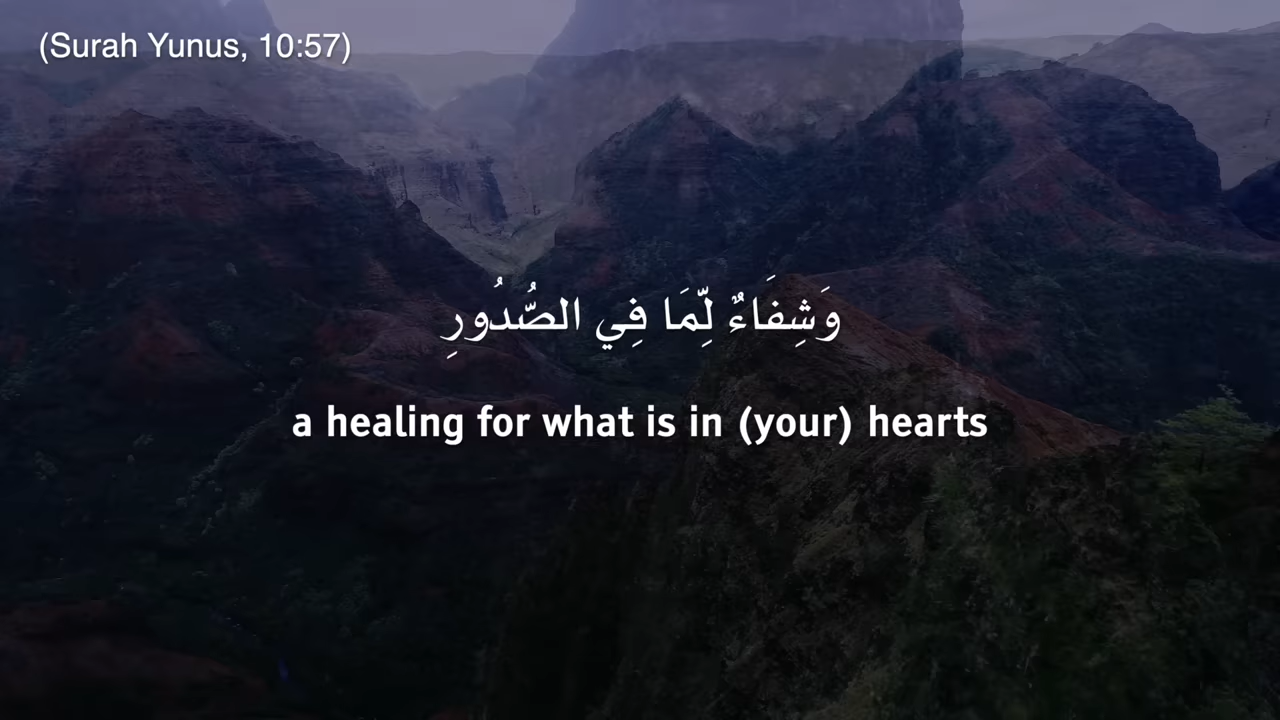 (Surah Yunus, 10:57)
وَشِفَاءٌ لِّمَا فِي الصُّدُورِ
a healing for what is in (your) hearts